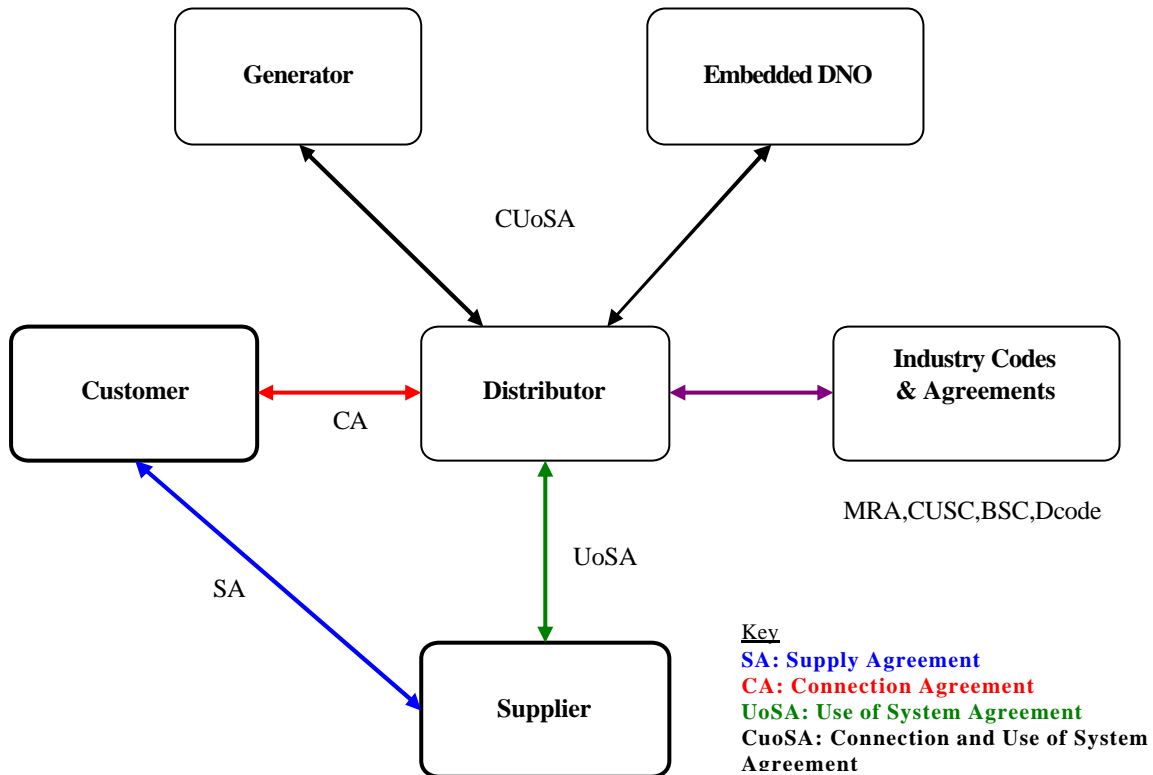 Generator
Embedded DNO
CUoSA
Customer
CA
Distributor
Industry Codes
& Agreements
MRA,CUSC,BSC,Dcode
UoSA
SA
Supplier
Key
SA: Supply Agreement
CA: Connection Agreement
UoSA: Use of System Agreement
CuoSA: Connection and Use of System
Agreement